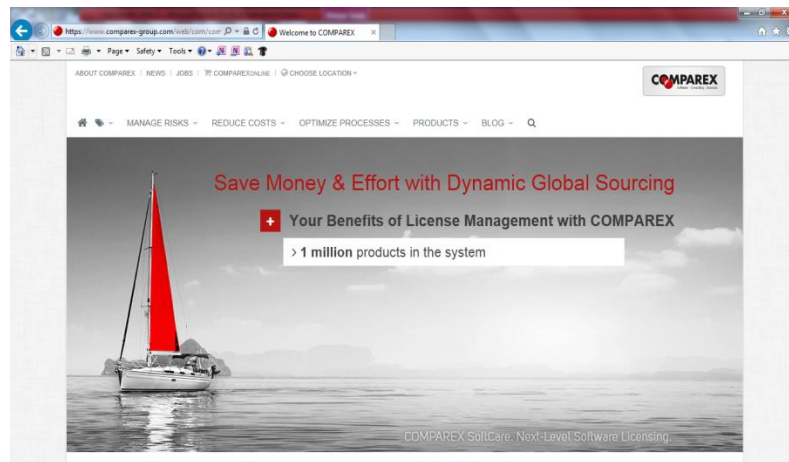 https://www.comparex-group.com/web/com/com
Welcome to COMPAREX
Page Safety Tools
ABOUT COMPAREX | NEWS | JOBS | COMPAREXONLINE | CHOOSE LOCATION
COMPAREX
MANAGE RISKS REDUCE COSTS OPTIMIZE PROCESSES PRODUCTS BLOG
Save Money & Effort with Dynamic Global Sourcing
+ Your Benefits of License Management with COMPAREX
> 1 million products in the system
COMPAREX SoftCare. Next-Level Software Licensing.